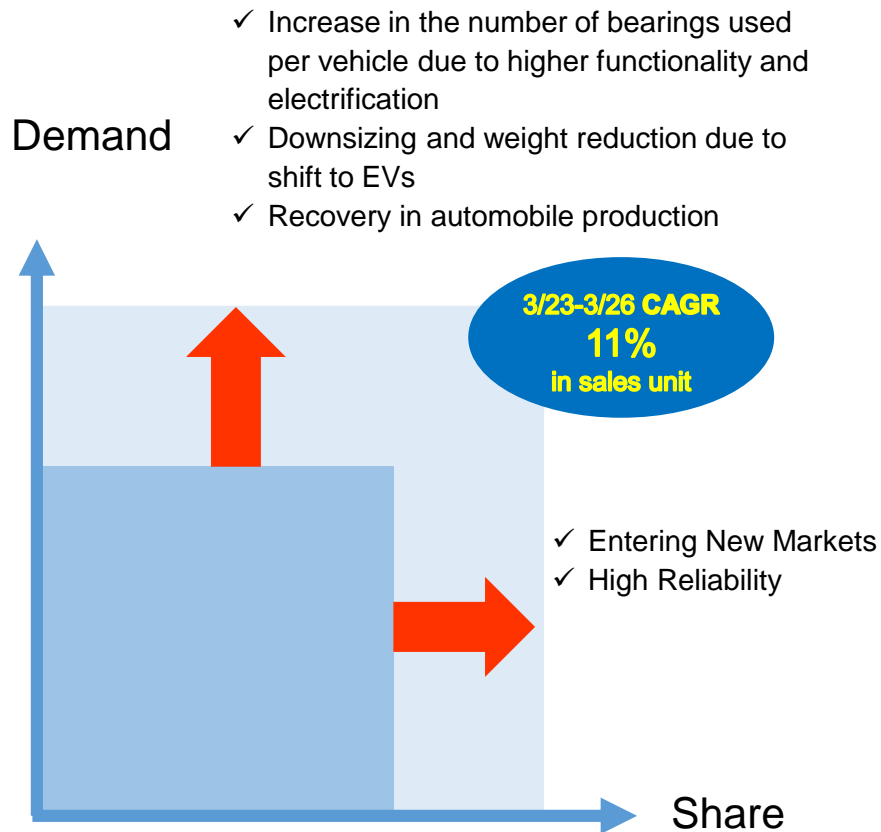 ✓ Increase in the number of bearings used
per vehicle due to higher functionality and
electrification
Demand
✓ Downsizing and weight reduction due to
shift to EVs
✓ Recovery in automobile production
3/23-3/26 CAGR
11%
in sales unit
✓ Entering New Markets
✓ High Reliability
Share